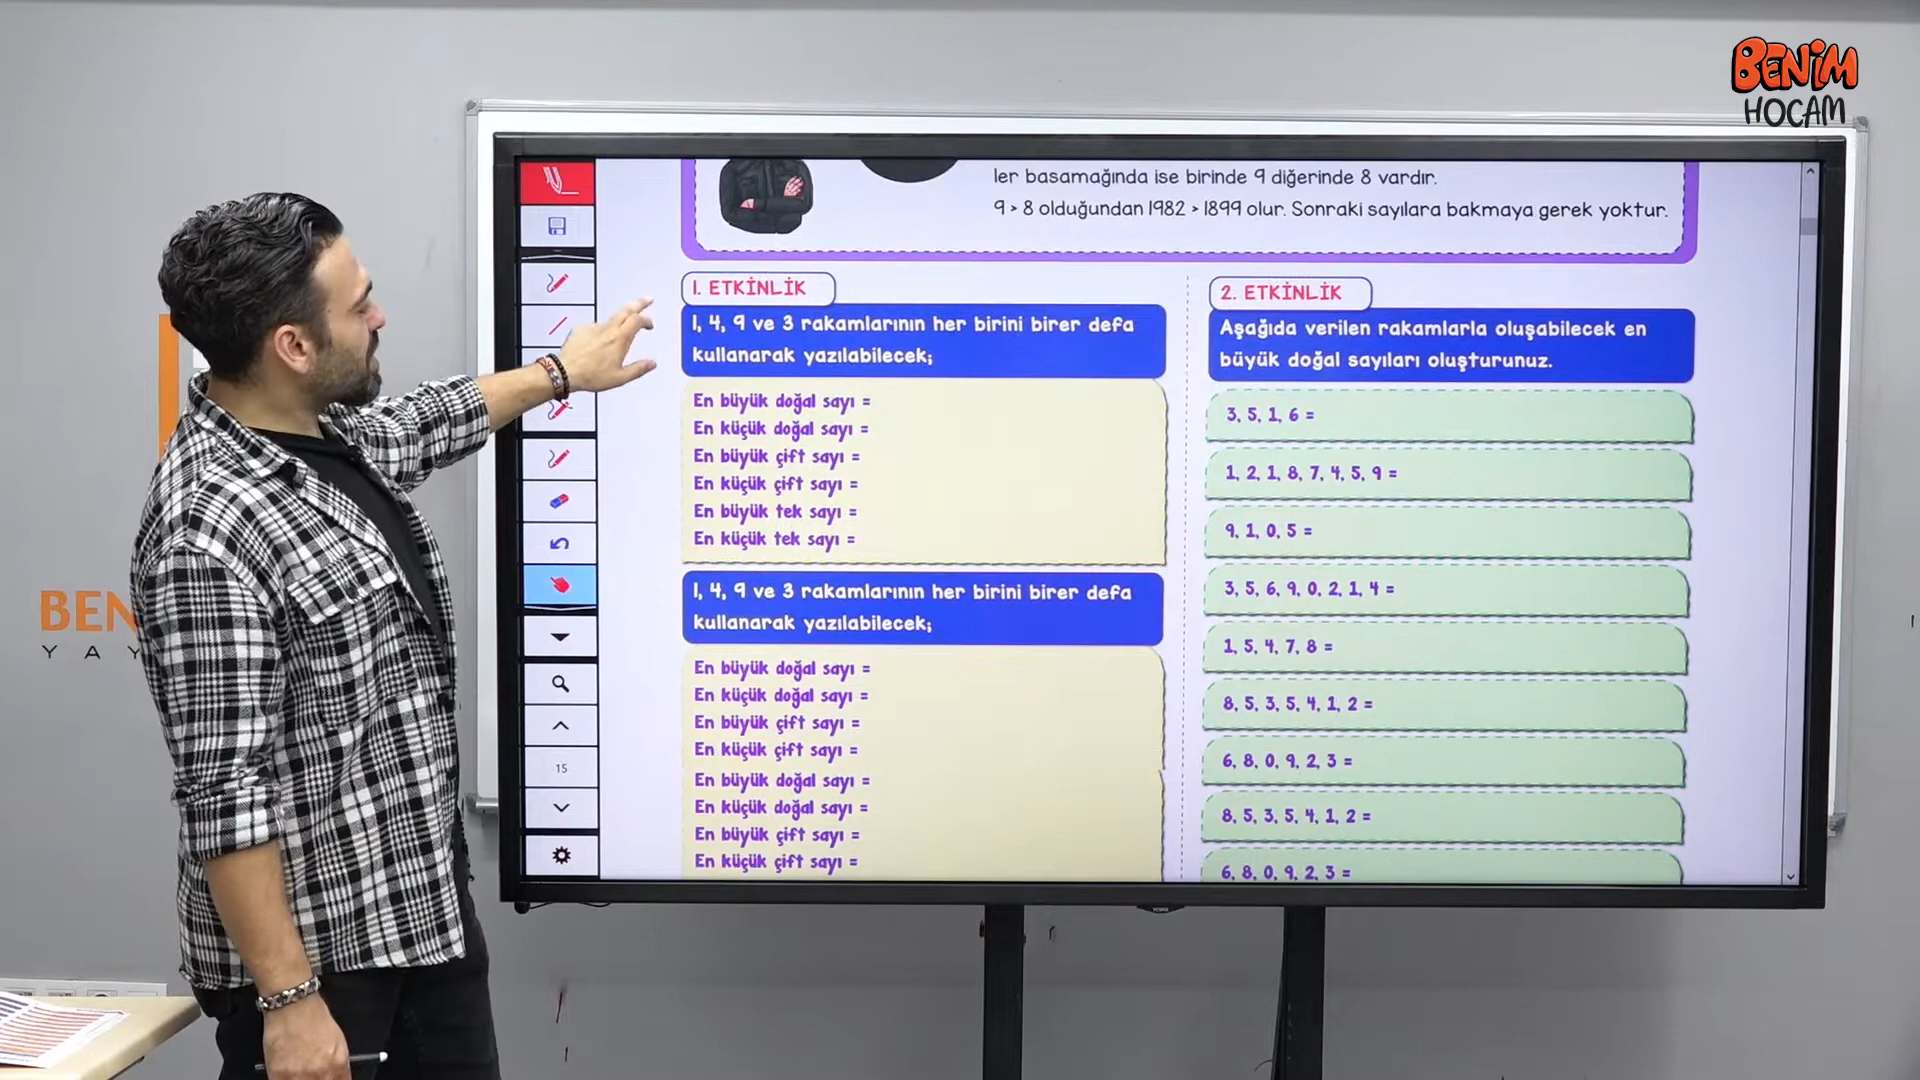 BENİM
HOCAM
ler basamağında ise birinde 9 diğerinde 8 vardır.
9 > 8 olduğundan 1982 > 1899 olur. Sonraki sayılara bakmaya gerek yoktur.
1. ETKİNLİK
1, 4, 9 ve 3 rakamlarının her birini birer defa
kullanarak yazılabilecek;
En büyük doğal sayı =
En küçük doğal sayı =
En büyük çift sayı =
En küçük çift sayı =
En büyük tek sayı =
En küçük tek sayı =
1, 4, 9 ve 3 rakamlarının her birini birer defa
kullanarak yazılabilecek;
En büyük doğal sayı =
En küçük doğal sayı =
En büyük çift sayı =
En küçük çift sayı =
En büyük doğal sayı =
En küçük doğal sayı =
En büyük çift sayı =
En küçük çift sayı =
2. ETKİNLİK
Aşağıda verilen rakamlarla oluşabilecek en
büyük doğal sayıları oluşturunuz.
3, 5, 1, 6 =
1, 2, 1, 8, 7, 4, 5, 9 =
9, 1, 0, 5 =
3, 5, 6, 9, 0, 2, 1, 4 =
1, 5, 4, 7, 8 =
8, 5, 3, 5, 4, 1, 2 =
6, 8, 0, 9, 2, 3 =
8, 5, 3, 5, 4, 1, 2 =
6, 8, 0, 9, 2, 3 =
15
BEN
YAY